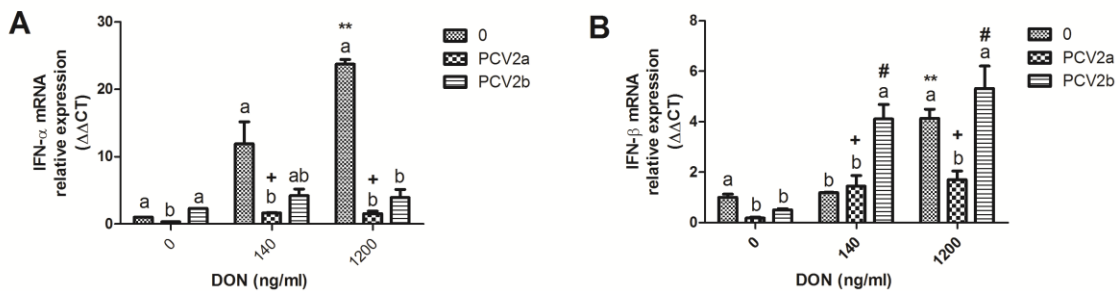 A
IFN-α mRNA
relative expression
(ΔΔCT)
30
20
10
0
a
b
a
a
+
b
ab
**
a
+
b
b
0
140
1200
DON (ng/ml)
0
PCV2a
PCV2b
B
IFN-β mRNA
relative expression
(ΔΔCT)
8
6
4
2
0
a
b
b
b
+
b
#
a
**
a
+
b
#
a
0
140
1200
DON (ng/ml)
0
PCV2a
PCV2b